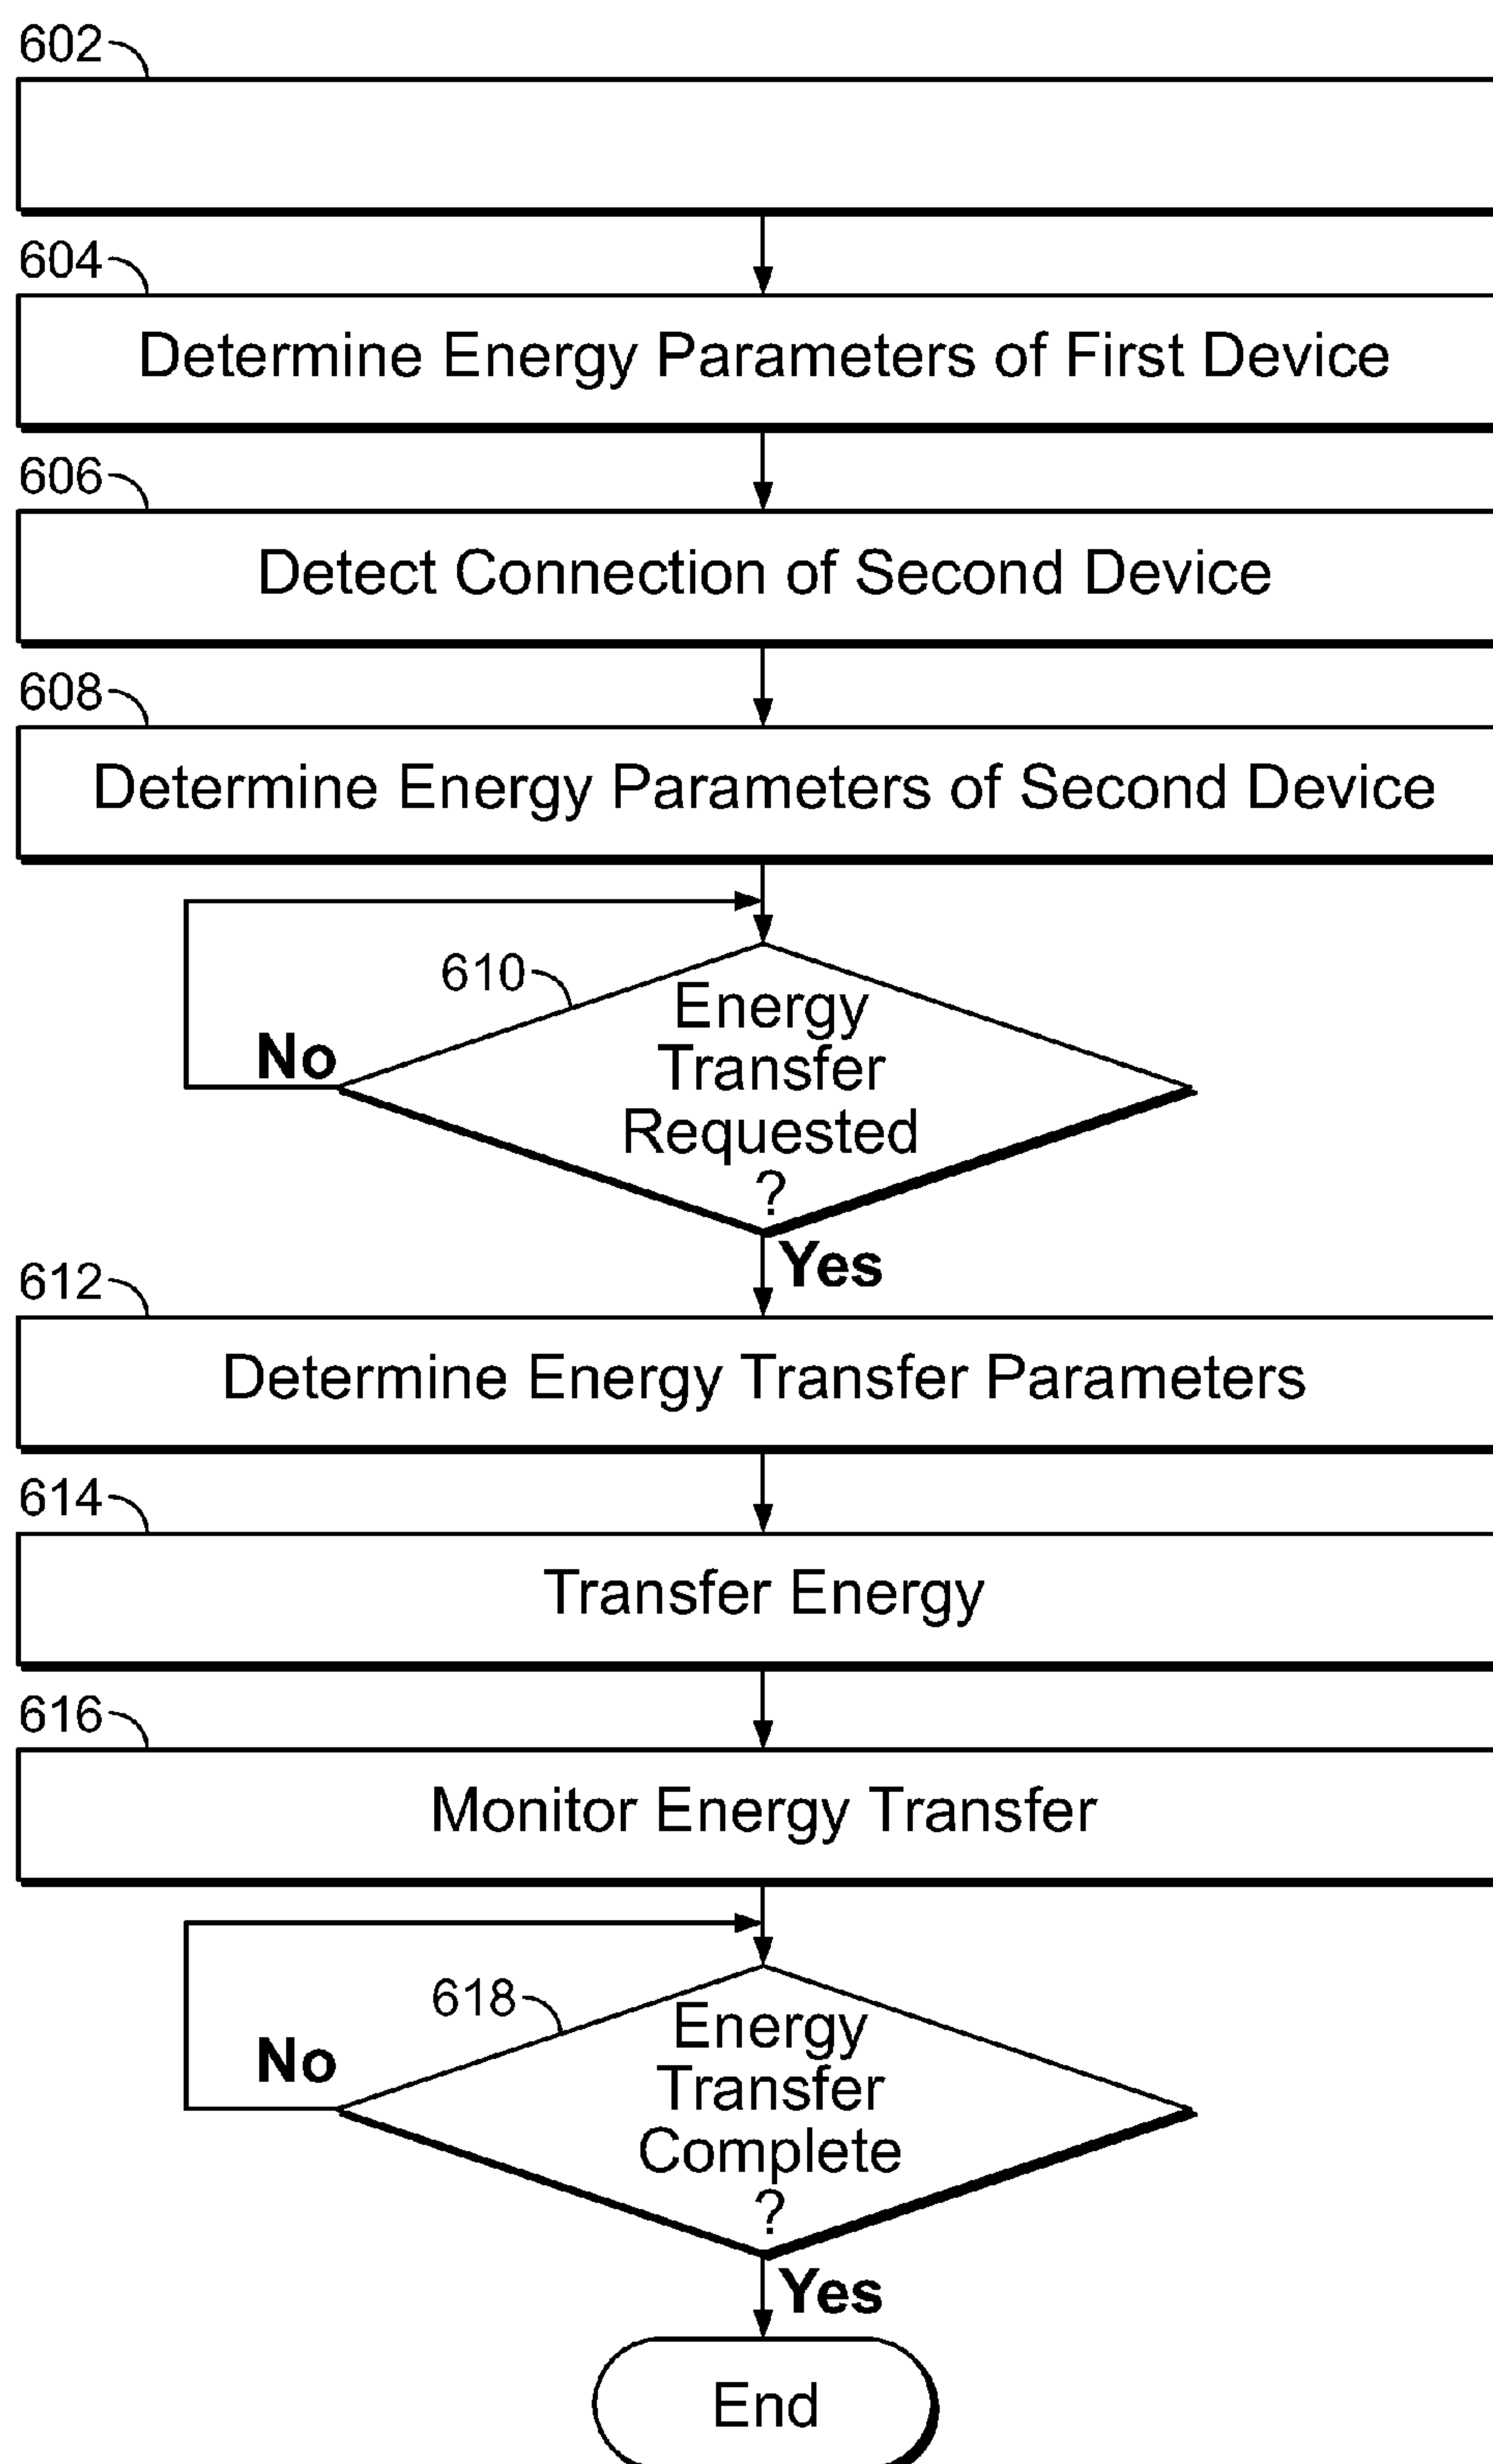 602
604
Determine Energy Parameters of First Device
606
Detect Connection of Second Device
608
Determine Energy Parameters of Second Device
610
Energy
Transfer
Requested
?
No
Yes
612
Determine Energy Transfer Parameters
614
Transfer Energy
616
Monitor Energy Transfer
618
Energy
Transfer
Complete
?
No
Yes
End